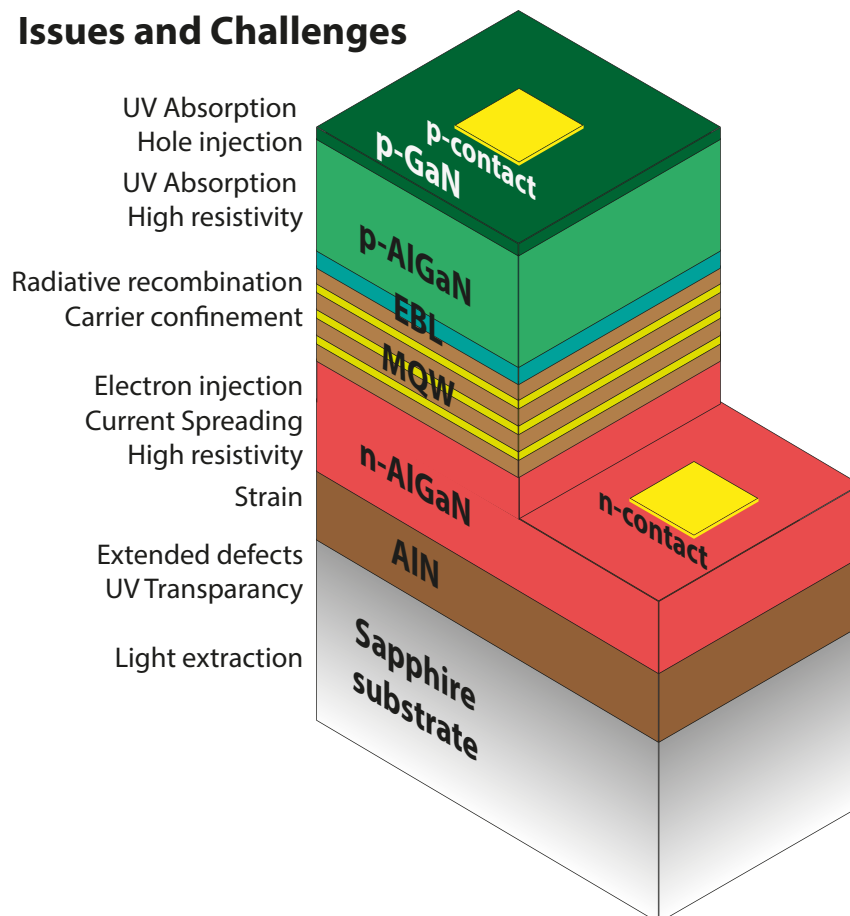 Issues and Challenges
UV Absorption
Hole injection
UV Absorption
High resistivity
Radiative recombination
Carrier confinement
Electron injection
Current Spreading
High resistivity
Strain
Extended defects
UV Transparancy
Light extraction
p-contact
p-GaN
p-AlGaN
EBL
MQW
n-AlGaN
n-contact
AlN
Sapphire
substrate